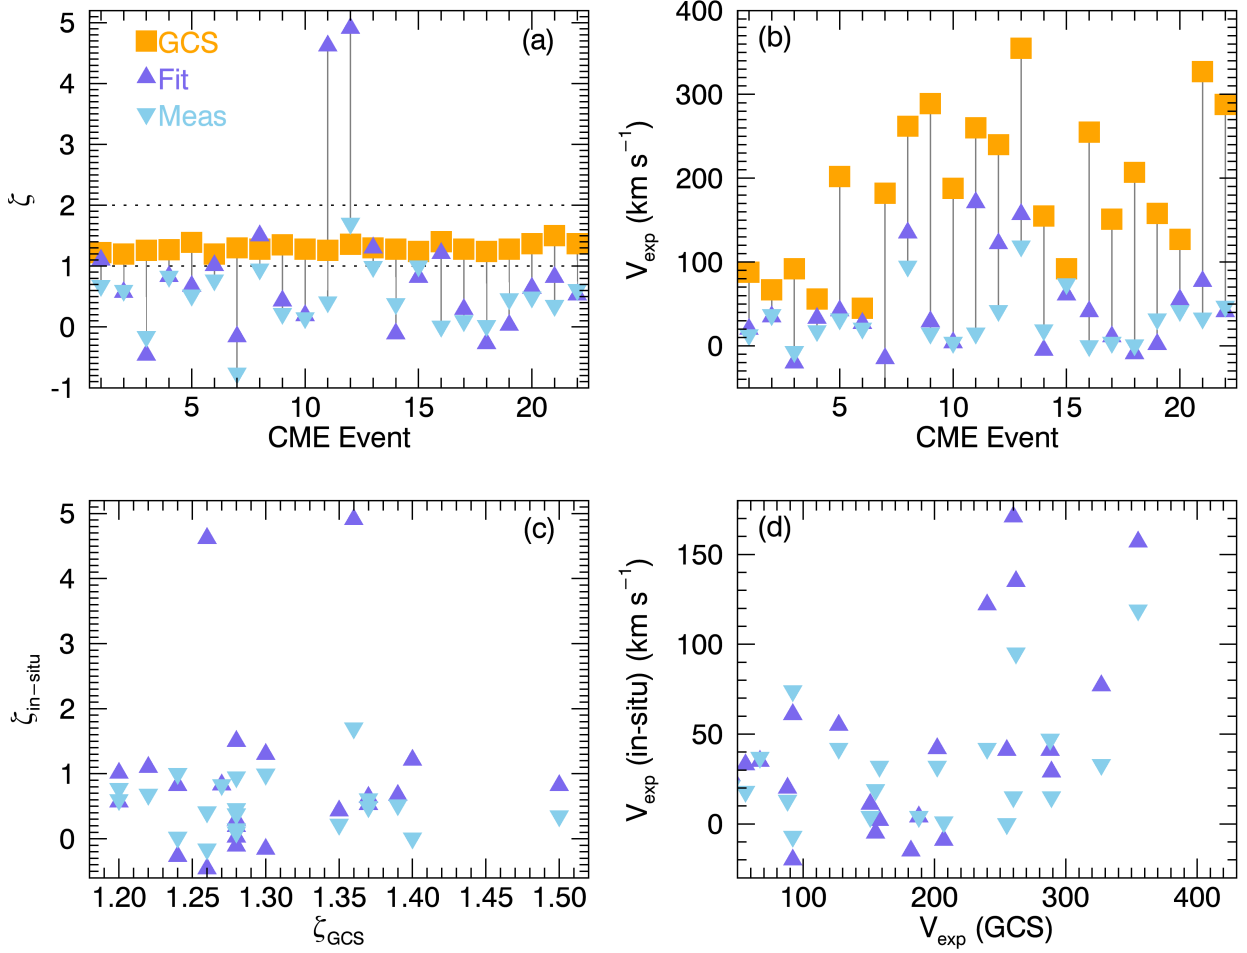 5
4
3
2
1
0
-1
ζ
GCS
Fit
Meas
(a)
5 10 15 20
CME Event
400
300
200
100
0
V_exp (km s⁻¹)
(b)
5 10 15 20
CME Event
5
4
3
2
1
0
ζ_in−situ
(c)
1.20 1.25 1.30 1.35 1.40 1.45 1.50
ζ_GCS
150
100
50
0
V_exp (in-situ) (km s⁻¹)
(d)
100 200 300 400
V_exp (GCS)